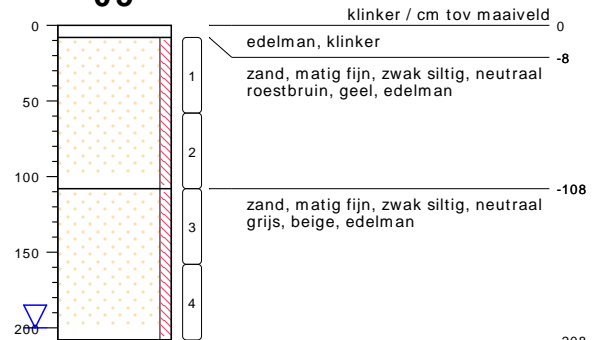 klinker / cm tov maaiveld
0
0
edelman, klinker
-8
zand, matig fijn, zwak siltig, neutraal
roestbruin, geel, edelman
1
50
2
100
-108
zand, matig fijn, zwak siltig, neutraal
grijs, beige, edelman
3
150
4
200